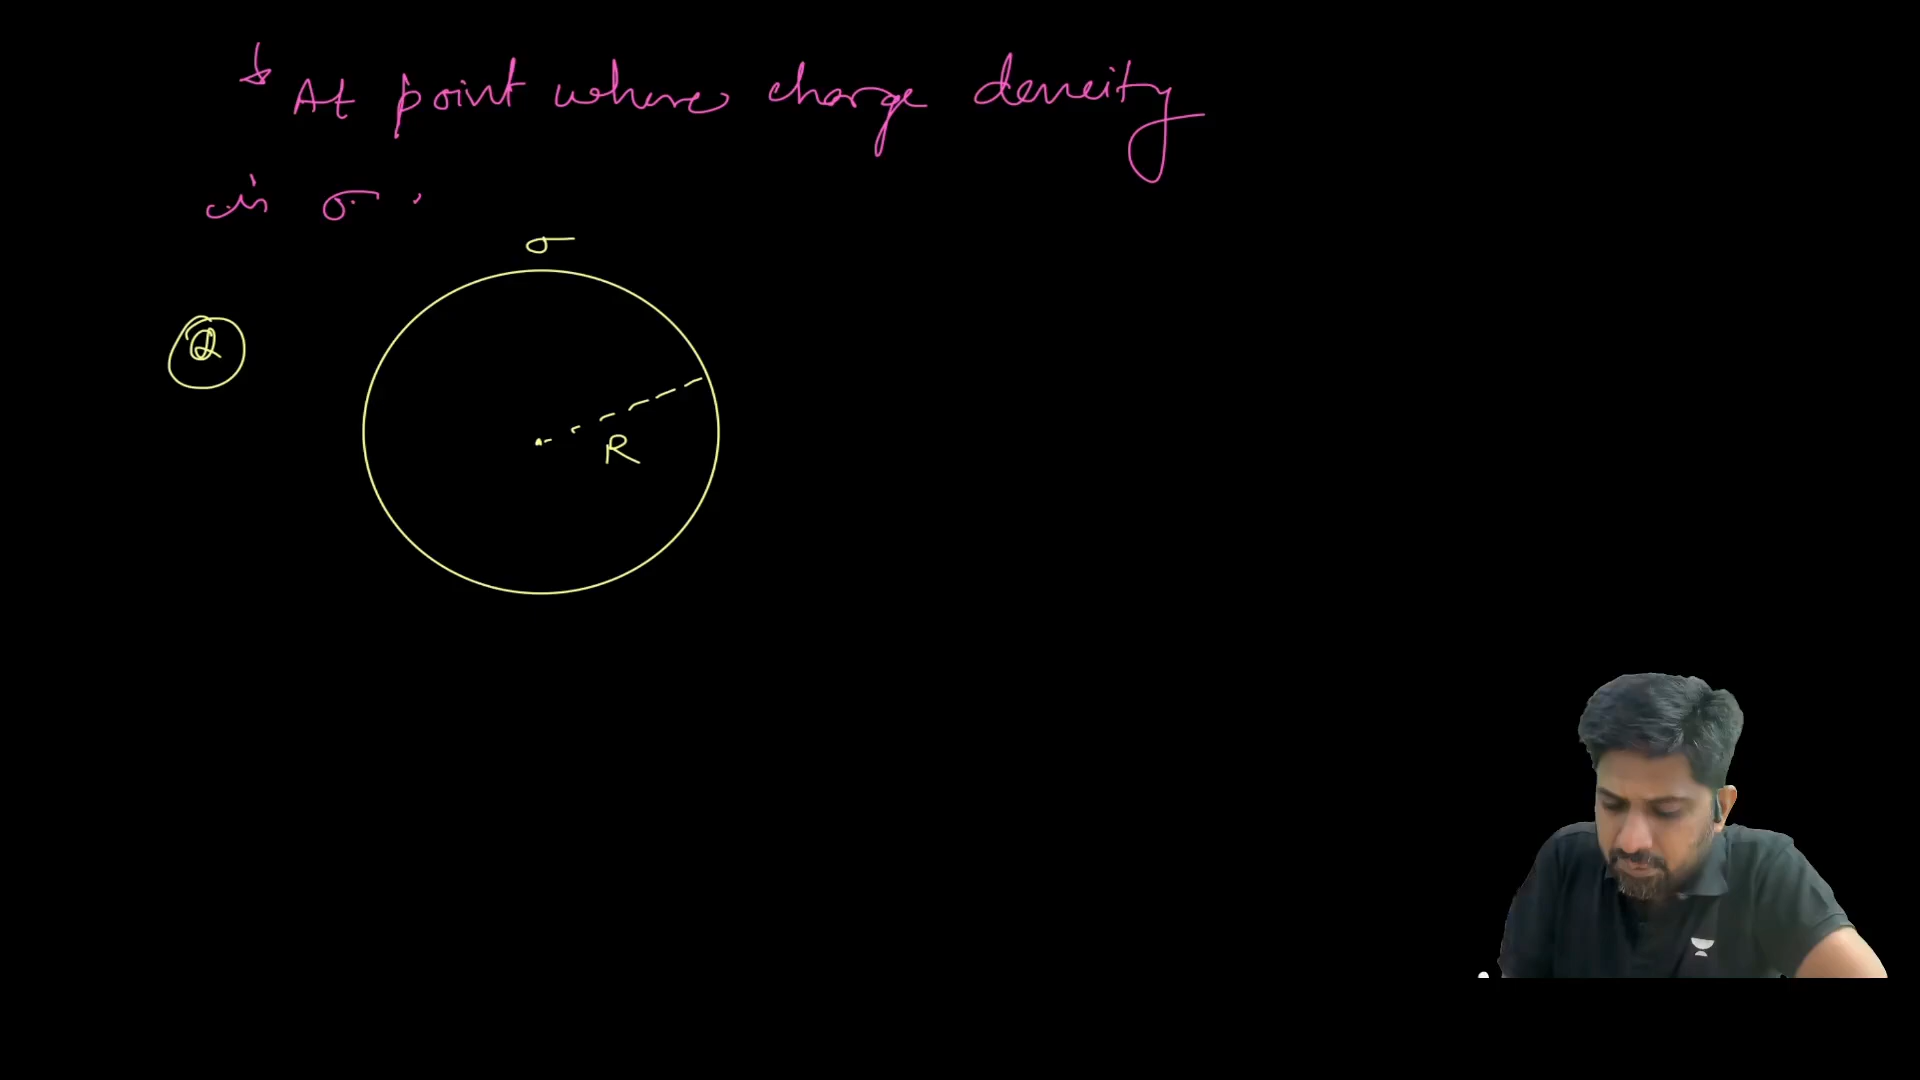 At point where charge density
is σ.
σ
Q
R